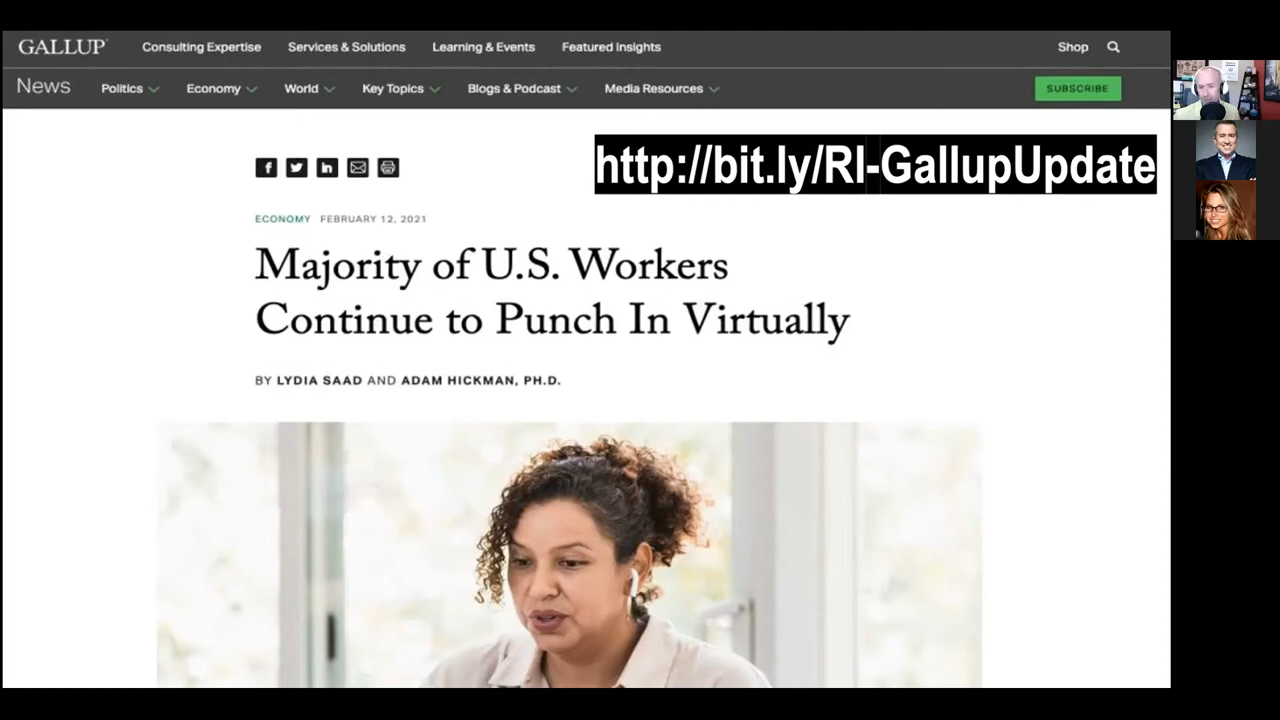 GALLUP
Consulting Expertise Services & Solutions Learning & Events Featured Insights Shop
News Politics Economy World Key Topics Blogs & Podcast Media Resources SUBSCRIBE
http://bit.ly/RI-GallupUpdate
ECONOMY FEBRUARY 12, 2021
Majority of U.S. Workers
Continue to Punch In Virtually
BY LYDIA SAAD AND ADAM HICKMAN, PH.D.